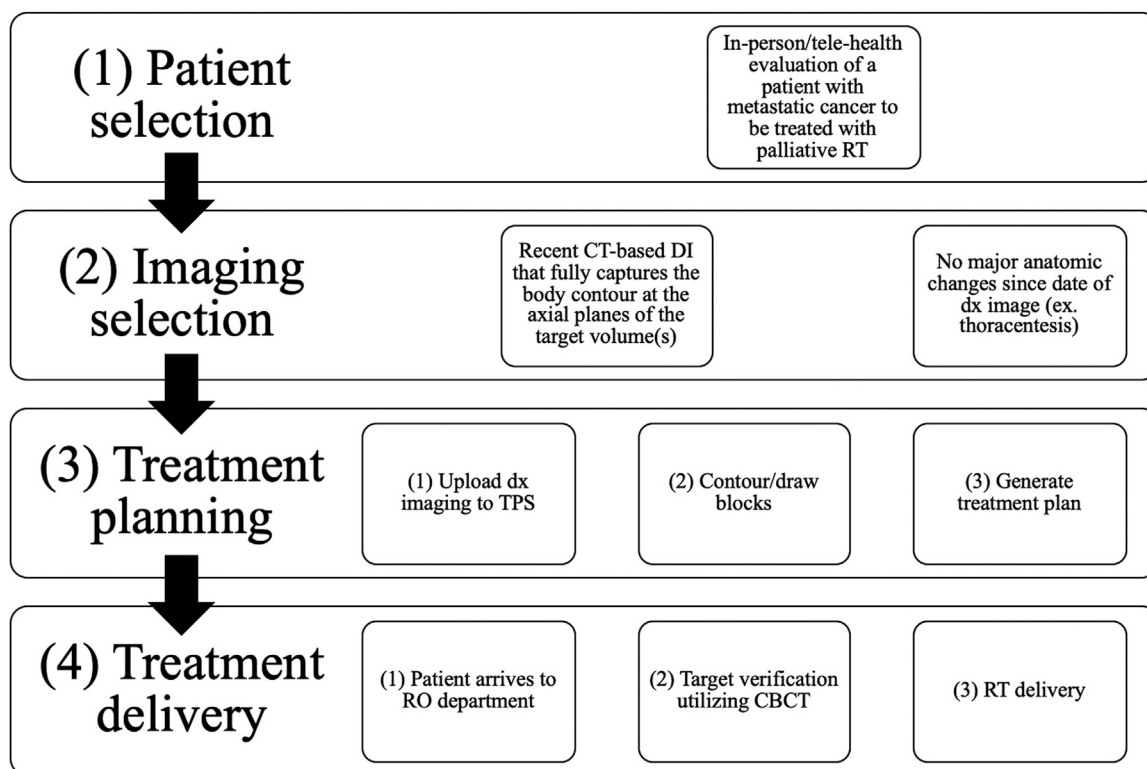 (1) Patient
selection
In-person/tele-health
evaluation of a
patient with
metastatic cancer to
be treated with
palliative RT
(2) Imaging
selection
Recent CT-based DI
that fully captures the
body contour at the
axial planes of the
target volume(s)
No major anatomic
changes since date of
dx image (ex.
thoracentesis)
(3) Treatment
planning
(1) Upload dx
imaging to TPS
(2) Contour/draw
blocks
(3) Generate
treatment plan
(4) Treatment
delivery
(1) Patient arrives to
RO department
(2) Target verification
utilizing CBCT
(3) RT delivery